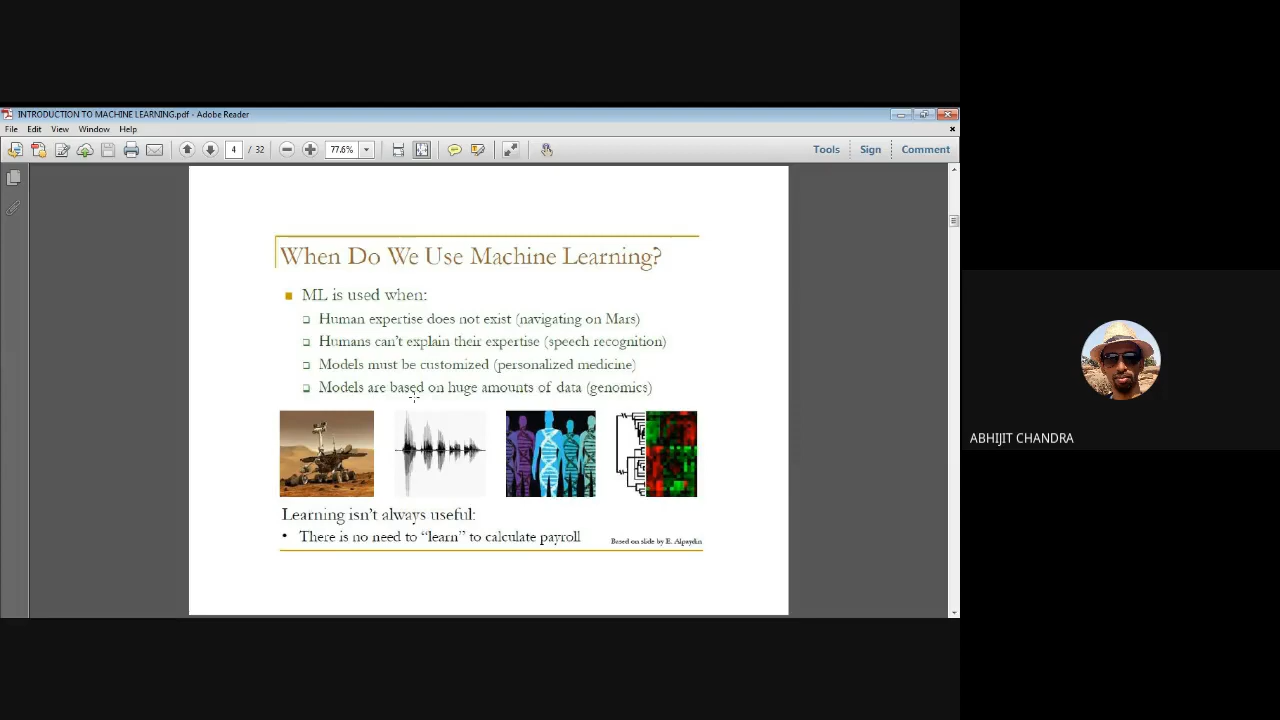 INTRODUCTION TO MACHINE LEARNING.pdf - Adobe Reader
File Edit View Window Help
4 / 32 77.6% Tools Sign Comment
When Do We Use Machine Learning?
ML is used when:
Human expertise does not exist (navigating on Mars)
Humans can't explain their expertise (speech recognition)
Models must be customized (personalized medicine)
Models are based on huge amounts of data (genomics)
Learning isn't always useful:
• There is no need to “learn” to calculate payroll
Based on slide by E. Alpaydin
ABHIJIT CHANDRA